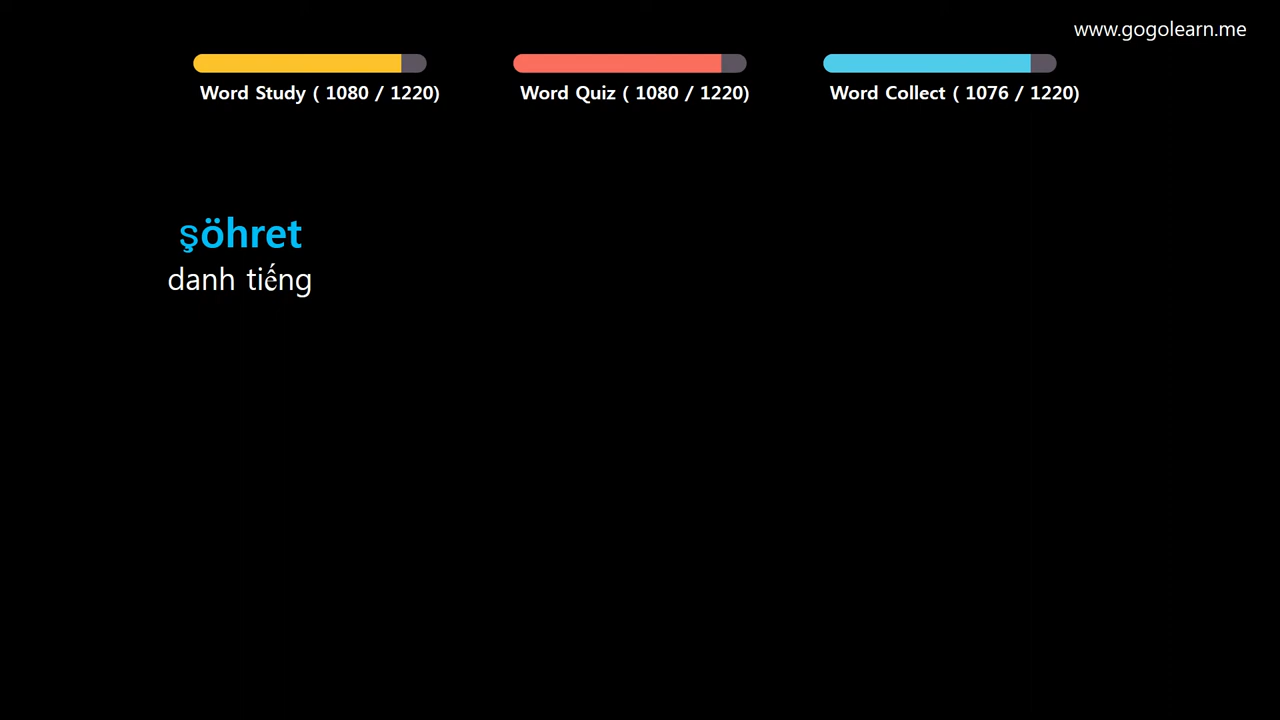 www.gogolearn.me
Word Study ( 1080 / 1220)
Word Quiz ( 1080 / 1220)
Word Collect ( 1076 / 1220)
şöhret
danh tiếng